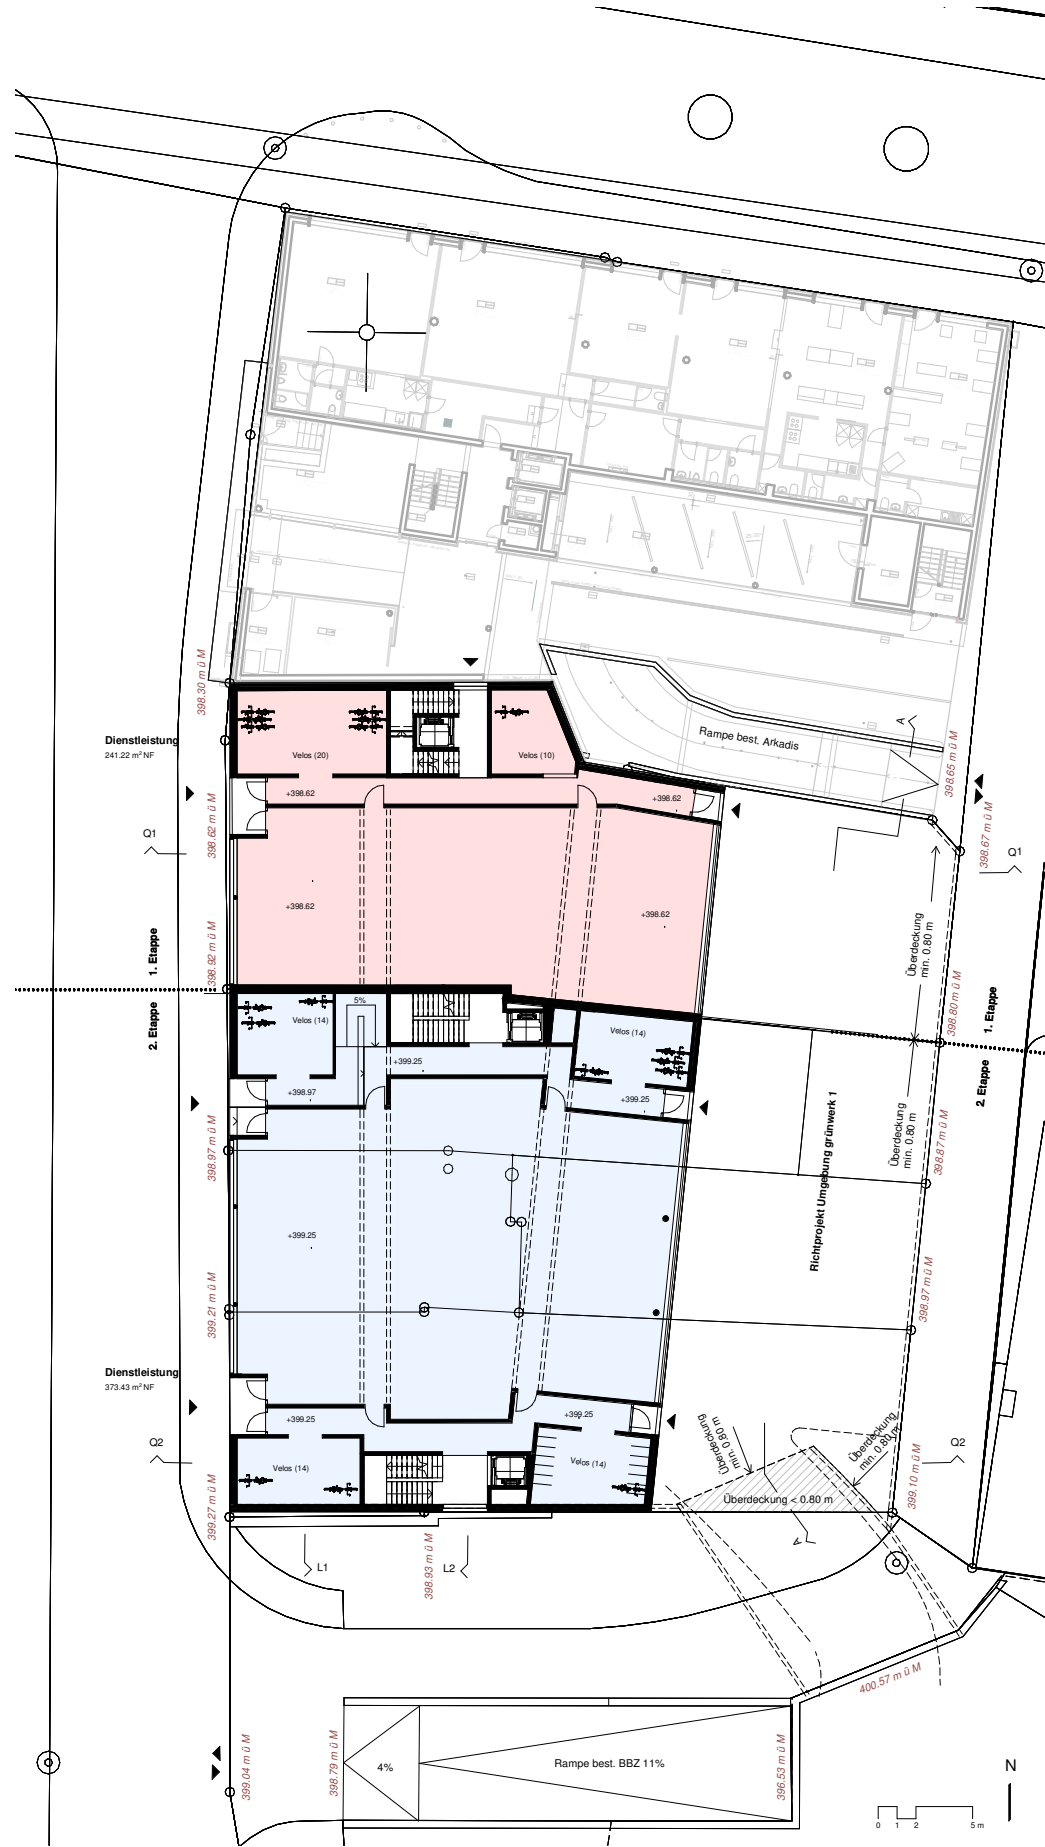 398.30 m ü M
Dienstleistung
241.22 m² NF
Velos (20)
Velos (10)
Rampe best. Arkadis
A
398.65 m ü M
+398.62
+398.62
398.62 m ü M
398.67 m ü M
Q1
Q1
+398.62
+398.62
Überdeckung
min. 0.80 m
1. Etappe
398.92 m ü M
398.80 m ü M
1. Etappe
2. Etappe
2. Etappe
5%
Velos (14)
Velos (14)
+399.25
+398.97
+399.25
Überdeckung
min. 0.80 m
Richtprojekt Umgebung grünwerk 1
398.97 m ü M
398.87 m ü M
+399.25
399.21 m ü M
398.97 m ü M
Dienstleistung
373.43 m² NF
+399.25
+399.25
Überdeckung
min. 0.80 m
Überdeckung
min. 0.80 m
Q2
Q2
Velos (14)
Velos (14)
Überdeckung < 0.80 m
399.10 m ü M
399.27 m ü M
A
L1
L2
398.93 m ü M
400.57 m ü M
399.04 m ü M
398.79 m ü M
4%
Rampe best. BBZ 11%
396.53 m ü M
N
0 1 2 5 m